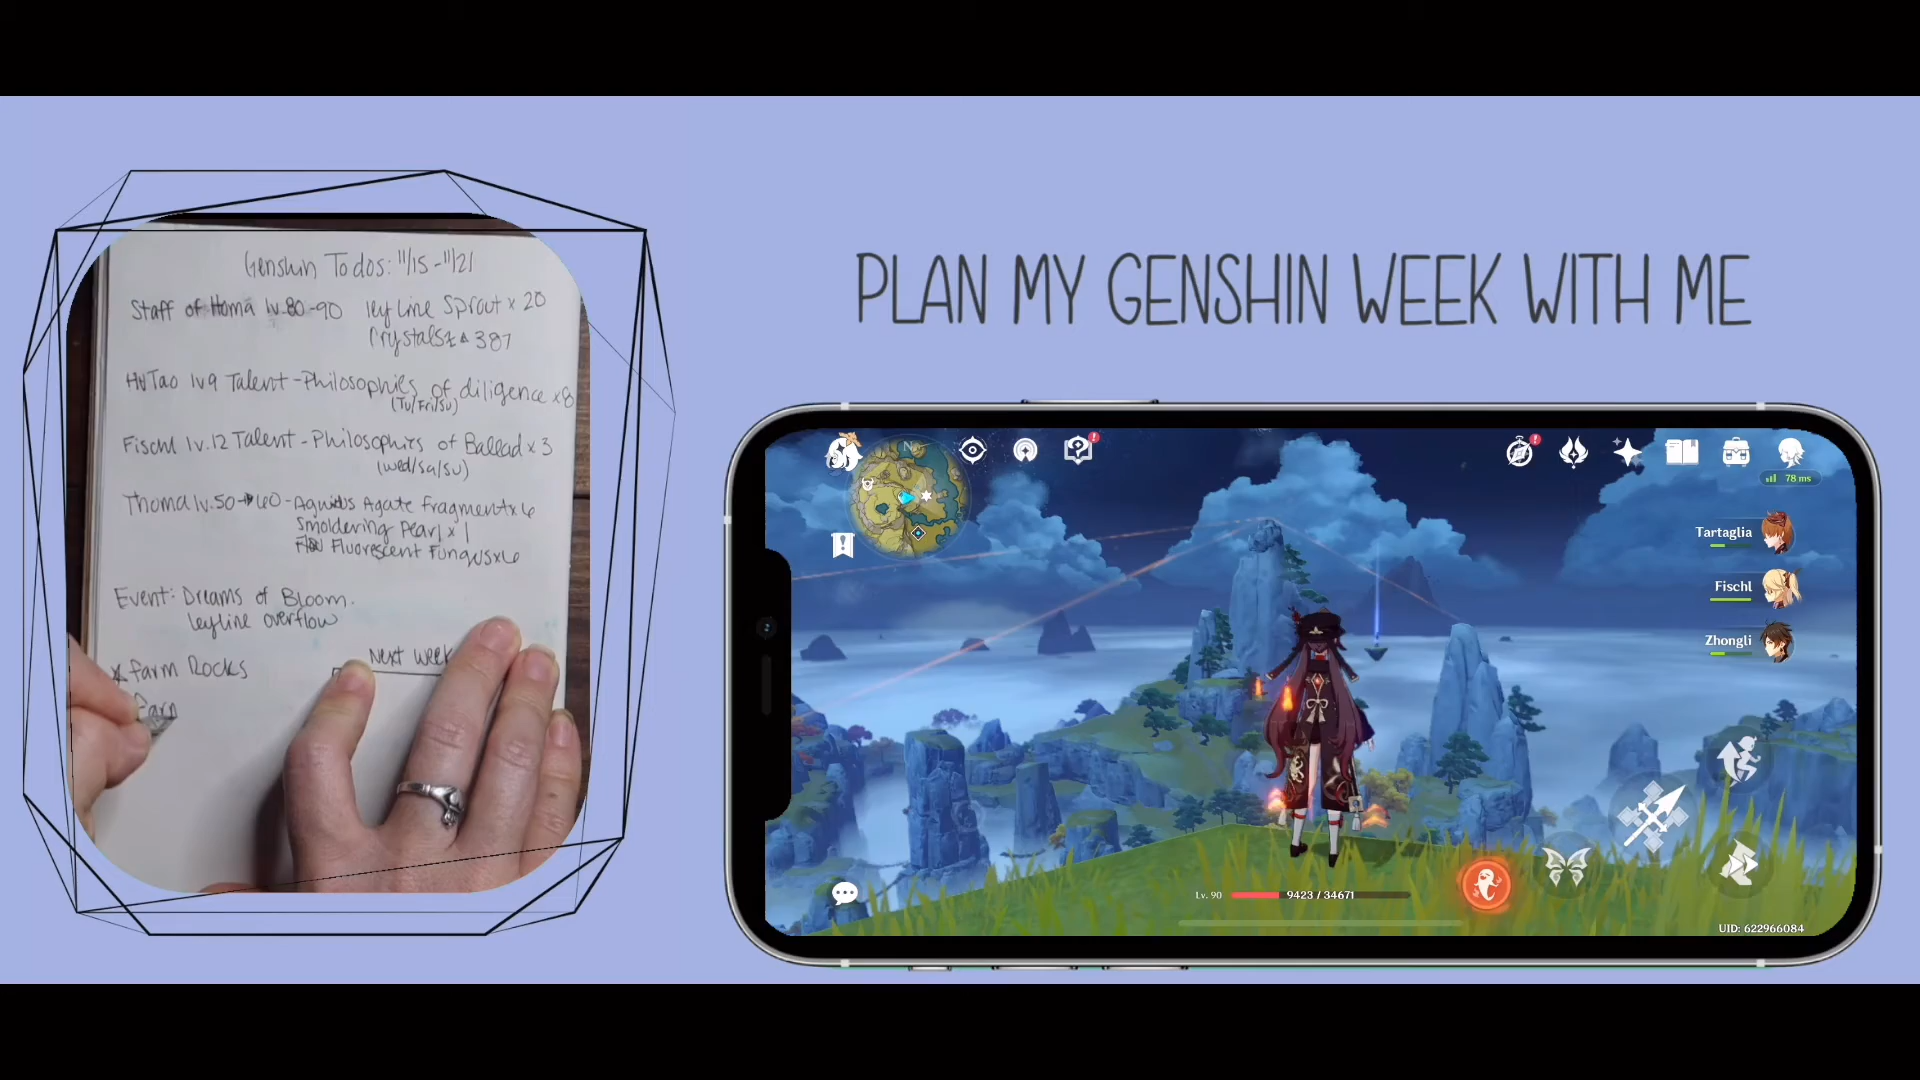 Genshin Todos: 11/15-11/21
Staff of Homa lv.80-90 ley Line Sprout x 20
Crystals 387
HuTao lv9 Talent-Philosophies of diligence x8
(Tu/Fri/Su)
Fischl lv.12 Talent-Philosophies of Ballad x 3
(Wed/Sa/Su)
Thoma lv.50→60-Agnidus Agate Fragment x 6
Smoldering Pearl x 1
Fluorescent Fungus x6
Event: Dreams of Bloom.
leyline overflow
Next Week
farm Rocks
Farm
PLAN MY GENSHIN WEEK WITH ME
N
78 ms
Tartaglia
Fischl
Zhongli
Lv. 90 9423 / 34671
UID: 622966084